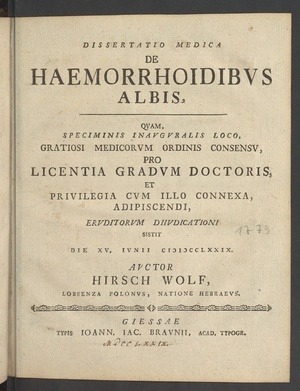 DISSERTATIO MEDICA
DE
HAEMORRHOIDIBVS
ALBIS,
QVAM,
SPECIMINIS INAVGVRALIS LOCO,
GRATIOSI MEDICORVM ORDINIS CONSENSV,
PRO
LICENTIA GRADVM DOCTORIS,
ET
PRIVILEGIA CVM ILLO CONNEXA,
ADIPISCENDI,
ERVDITORVM DIIVDICATIONI
SISTIT
1779
DIE XV. IVNII CIƆIƆCCLXXIX.
AVCTOR
HIRSCH WOLF,
LOBSENZA POLONVS, NATIONE HEBRAEVS.
GIESSAE
TYPIS IOANN. IAC. BRAVNII, ACAD. TYPOGR.
MDCCLXXIX.